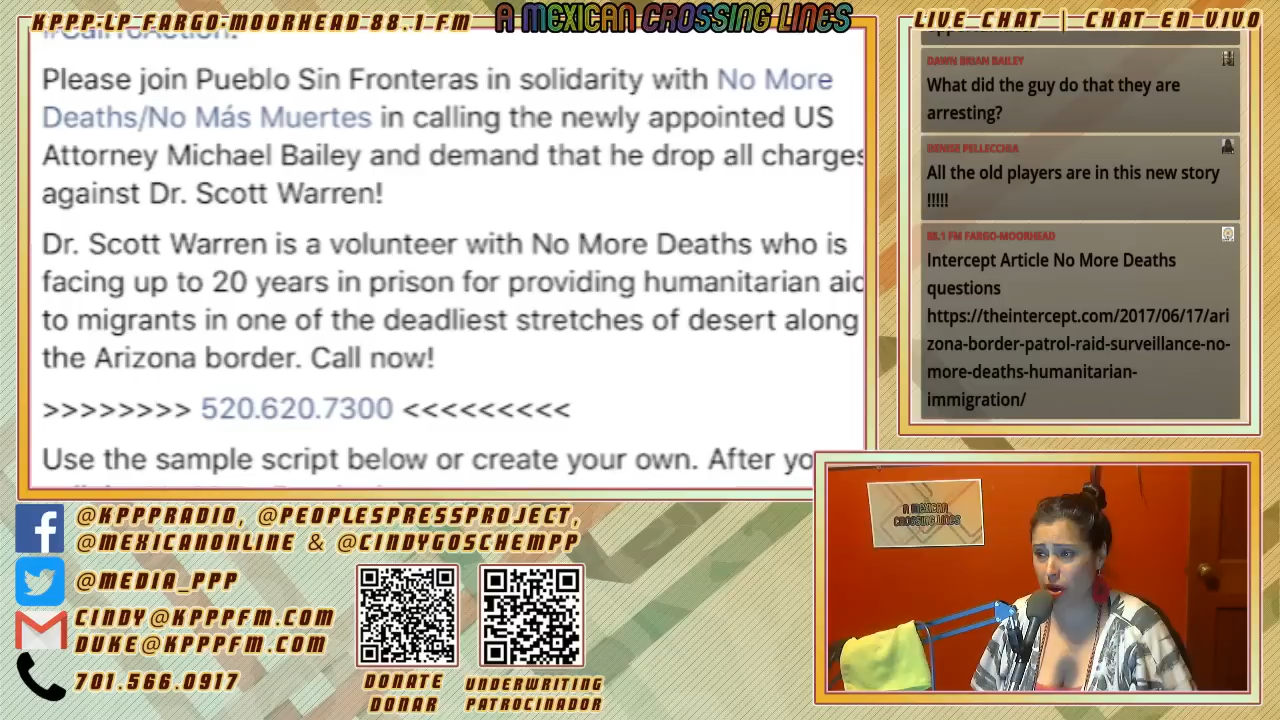 KPPP-LP FARGO-MOORHEAD 88.1 FM
A MEXICAN CROSSING LINES
LIVE CHAT | CHAT EN VIVO
#CallToAction!
Please join Pueblo Sin Fronteras in solidarity with No More
Deaths/No Más Muertes in calling the newly appointed US
Attorney Michael Bailey and demand that he drop all charges
against Dr. Scott Warren!
Dr. Scott Warren is a volunteer with No More Deaths who is
facing up to 20 years in prison for providing humanitarian aid
to migrants in one of the deadliest stretches of desert along
the Arizona border. Call now!
>>>>>>>> 520.620.7300 <<<<<<<<<
Use the sample script below or create your own. After yo
DAWN BRIAN BAILEY
What did the guy do that they are
arresting?
DENISE PELLECCHIA
All the old players are in this new story
!!!!!
88.1 FM FARGO-MOORHEAD
Intercept Article No More Deaths
questions
https://theintercept.com/2017/06/17/ari
zona-border-patrol-raid-surveillance-no-
more-deaths-humanitarian-
immigration/
A MEXICAN
CROSSING LINES
@KPPPRADIO, @PEOPLESPRESSPROJECT,
@MEXICANONLINE & @CINDYGOSCHEMPP
@MEDIA_PPP
CINDY@KPPPFM.COM
DUKE@KPPPFM.COM
701.566.0917
DONATE
DONAR
UNDERWRITING
PATROCINADOR